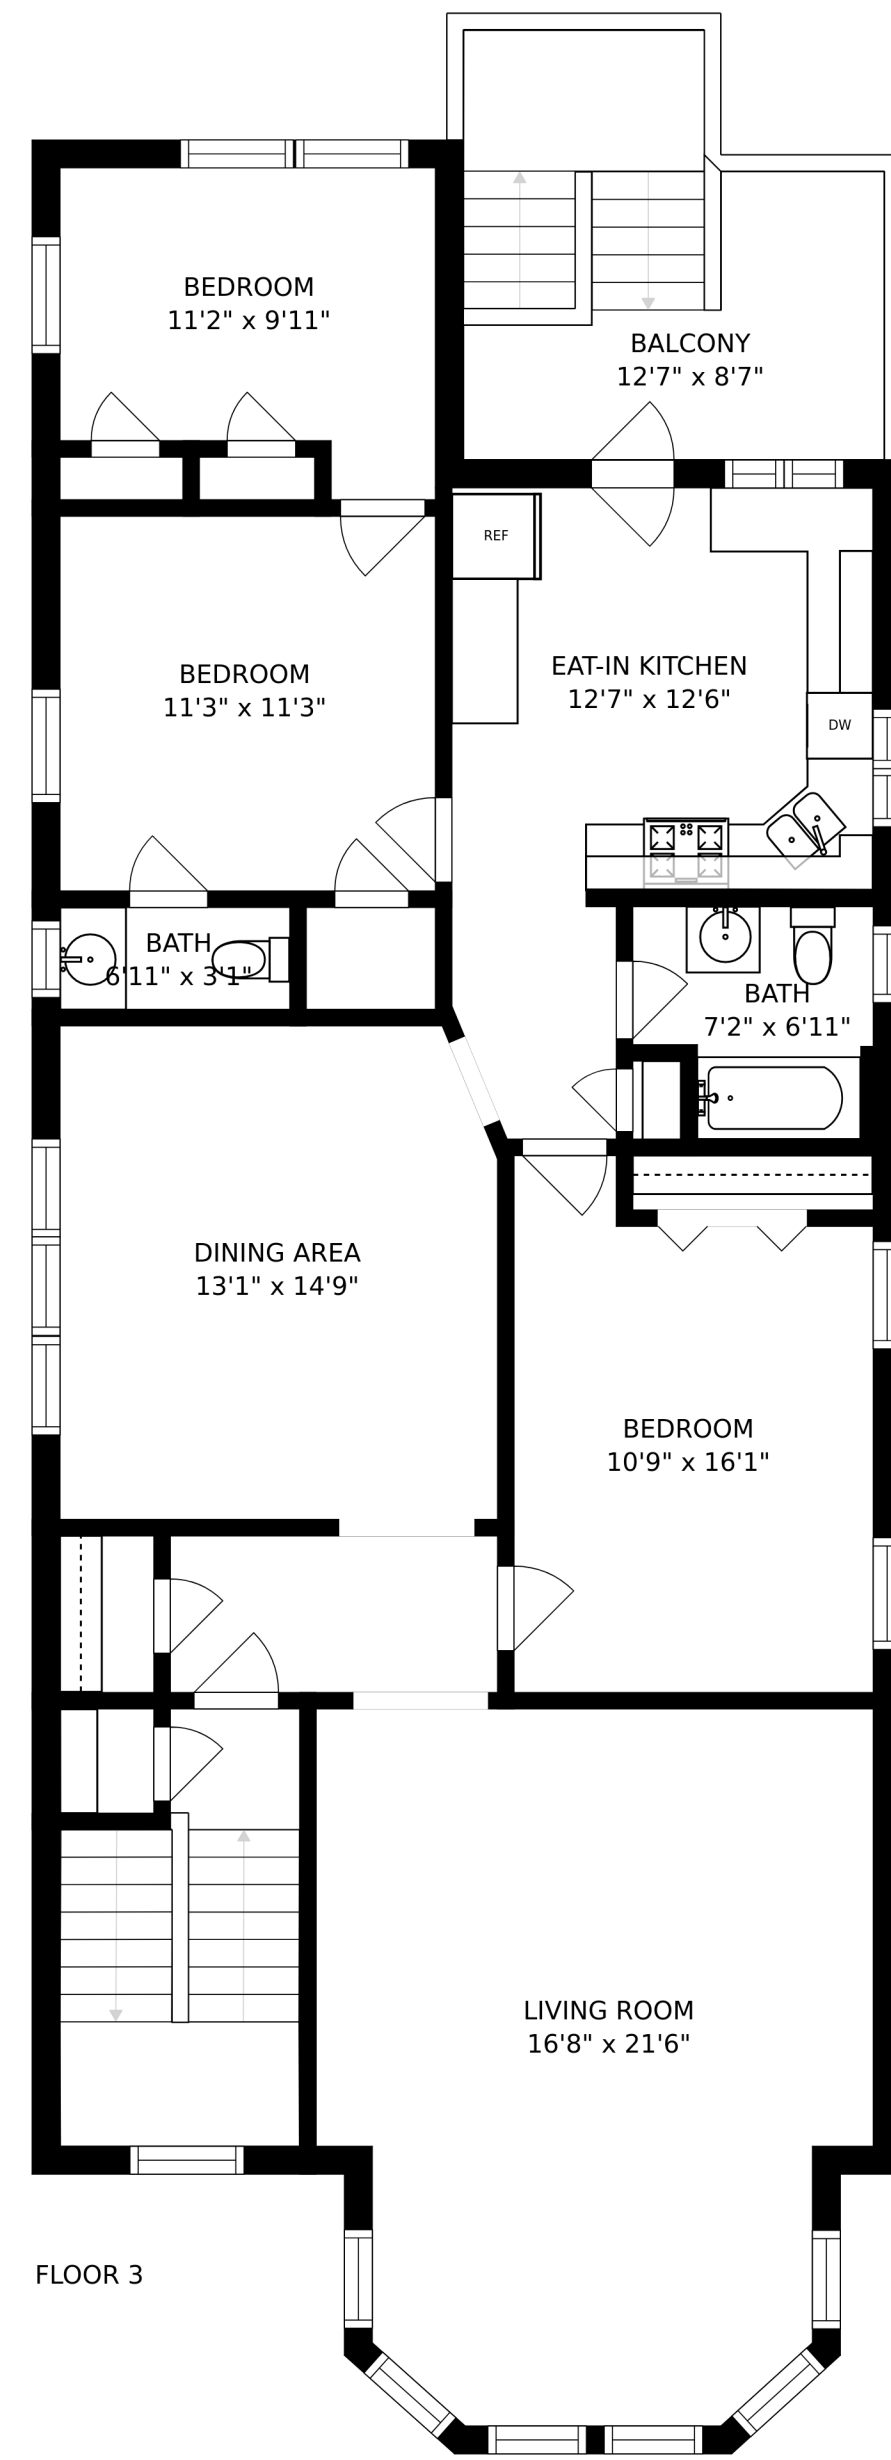 BEDROOM
11'2" x 9'11"
BALCONY
12'7" x 8'7"
REF
BEDROOM
11'3" x 11'3"
EAT-IN KITCHEN
12'7" x 12'6"
DW
BATH
6'11" x 3'1"
BATH
7'2" x 6'11"
DINING AREA
13'1" x 14'9"
BEDROOM
10'9" x 16'1"
LIVING ROOM
16'8" x 21'6"
FLOOR 3